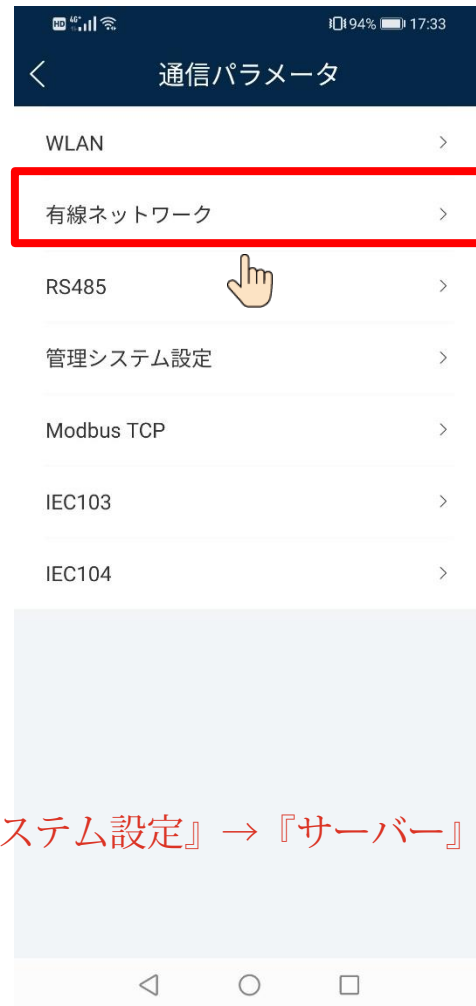 HD 4G 94% 17:33
通信パラメータ
WLAN
有線ネットワーク
RS485
管理システム設定
Modbus TCP
IEC103
IEC104
ステム設定』→『サーバー』